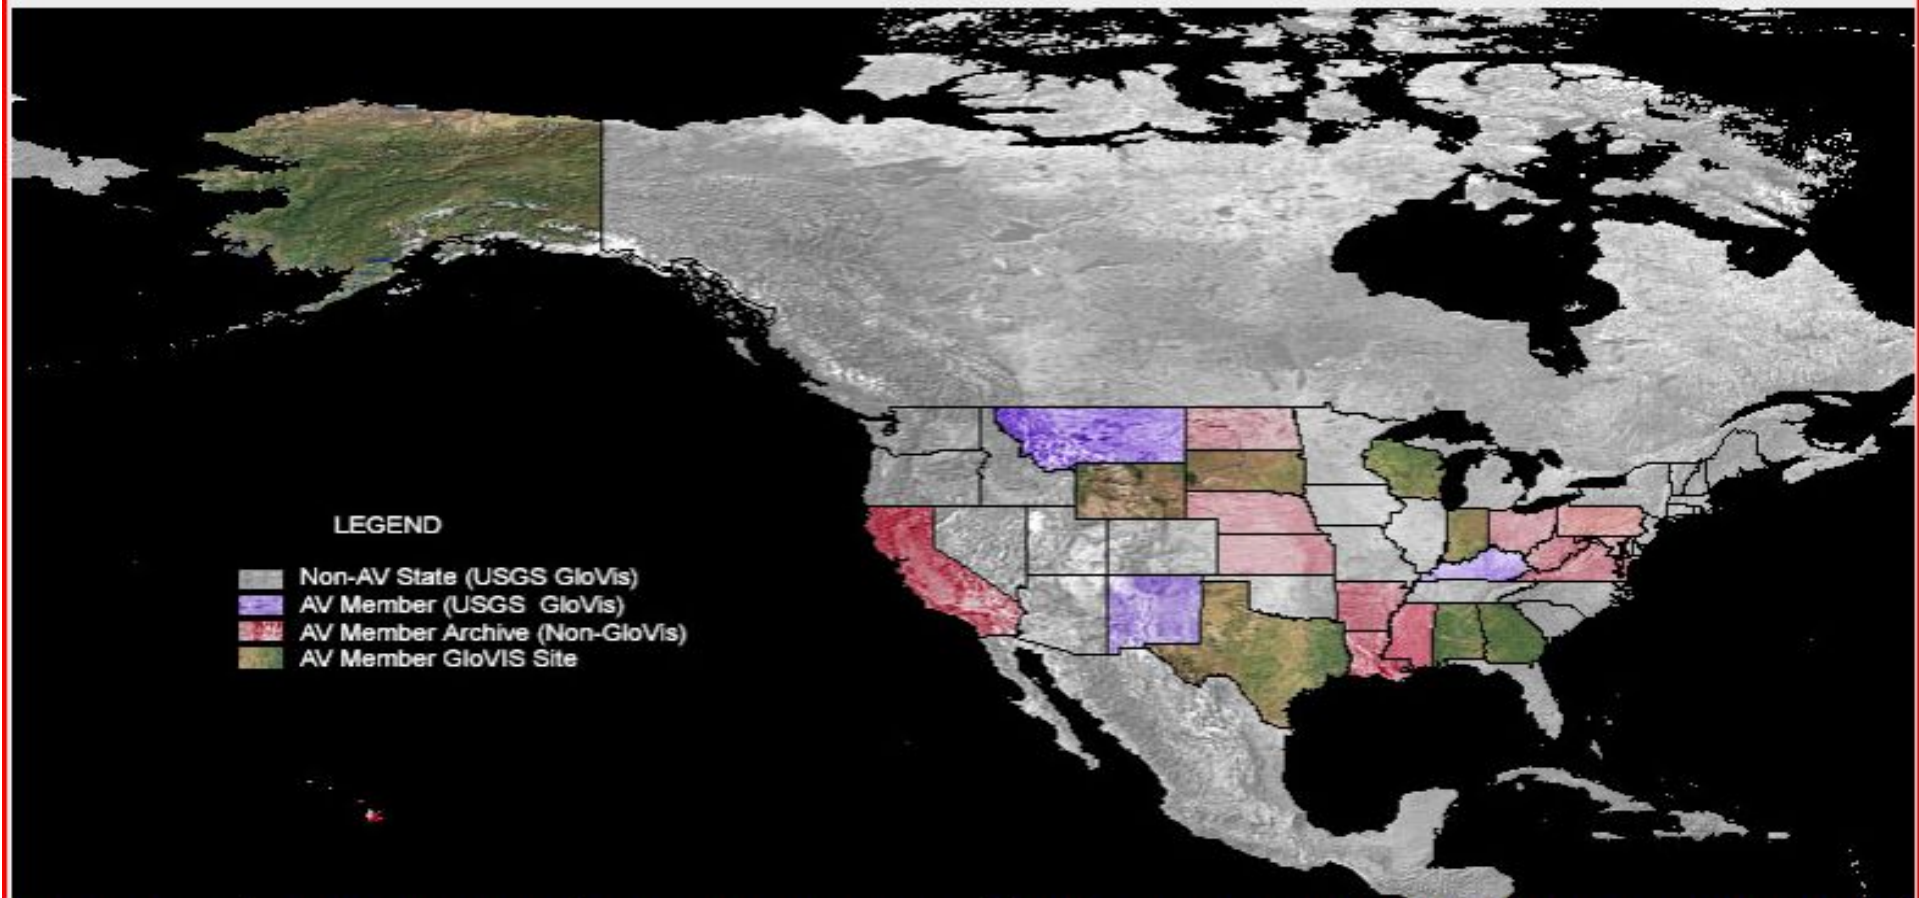 LEGEND
Non-AV State (USGS GloVis)
AV Member (USGS GloVis)
AV Member Archive (Non-GloVis)
AV Member GloVIS Site